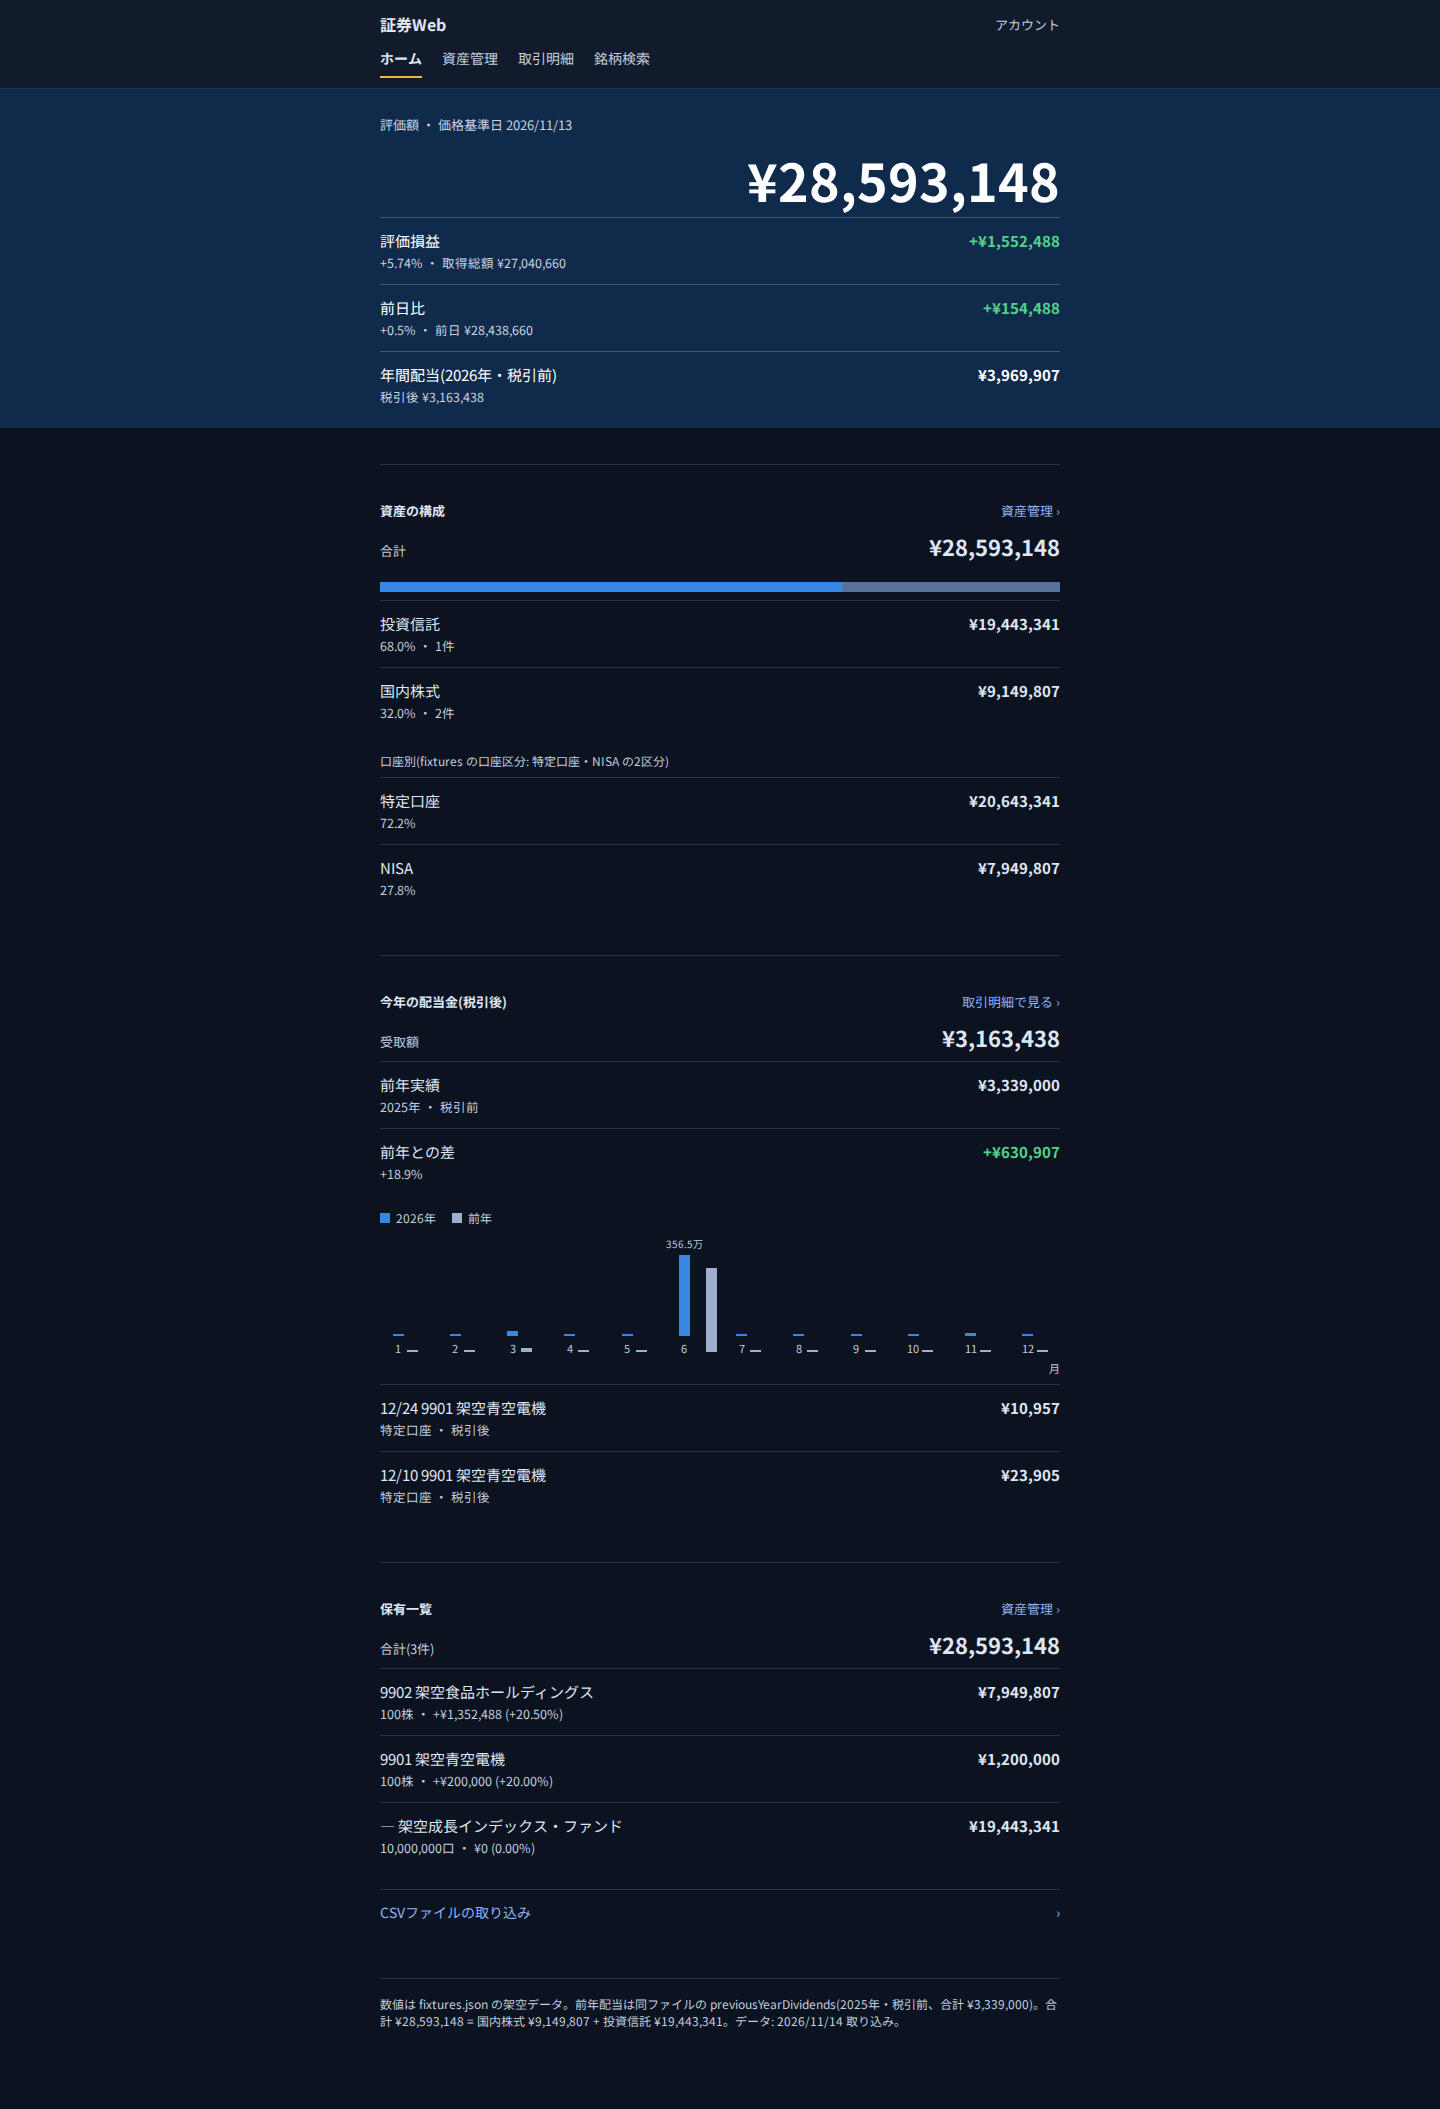 証券Web
アカウント
ホーム 資産管理 取引明細 銘柄検索
評価額 ・ 価格基準日 2026/11/13
¥28,593,148
評価損益 +¥1,552,488
+5.74% ・ 取得総額 ¥27,040,660
前日比 +¥154,488
+0.5% ・ 前日 ¥28,438,660
年間配当(2026年・税引前) ¥3,969,907
税引後 ¥3,163,438
資産の構成 資産管理 ›
合計 ¥28,593,148
投資信託 ¥19,443,341
68.0% ・ 1件
国内株式 ¥9,149,807
32.0% ・ 2件
口座別(fixtures の口座区分: 特定口座・NISA の2区分)
特定口座 ¥20,643,341
72.2%
NISA ¥7,949,807
27.8%
今年の配当金(税引後) 取引明細で見る ›
受取額 ¥3,163,438
前年実績 ¥3,339,000
2025年 ・ 税引前
前年との差 +¥630,907
+18.9%
2026年 前年
356.5万
1 2 3 4 5 6 7 8 9 10 11 12
月
12/24 9901 架空青空電機 ¥10,957
特定口座 ・ 税引後
12/10 9901 架空青空電機 ¥23,905
特定口座 ・ 税引後
保有一覧 資産管理 ›
合計(3件) ¥28,593,148
9902 架空食品ホールディングス ¥7,949,807
100株 ・ +¥1,352,488 (+20.50%)
9901 架空青空電機 ¥1,200,000
100株 ・ +¥200,000 (+20.00%)
— 架空成長インデックス・ファンド ¥19,443,341
10,000,000口 ・ ¥0 (0.00%)
CSVファイルの取り込み ›
数値は fixtures.json の架空データ。前年配当は同ファイルの previousYearDividends(2025年・税引前、合計 ¥3,339,000)。合
計 ¥28,593,148 = 国内株式 ¥9,149,807 + 投資信託 ¥19,443,341。データ: 2026/11/14 取り込み。